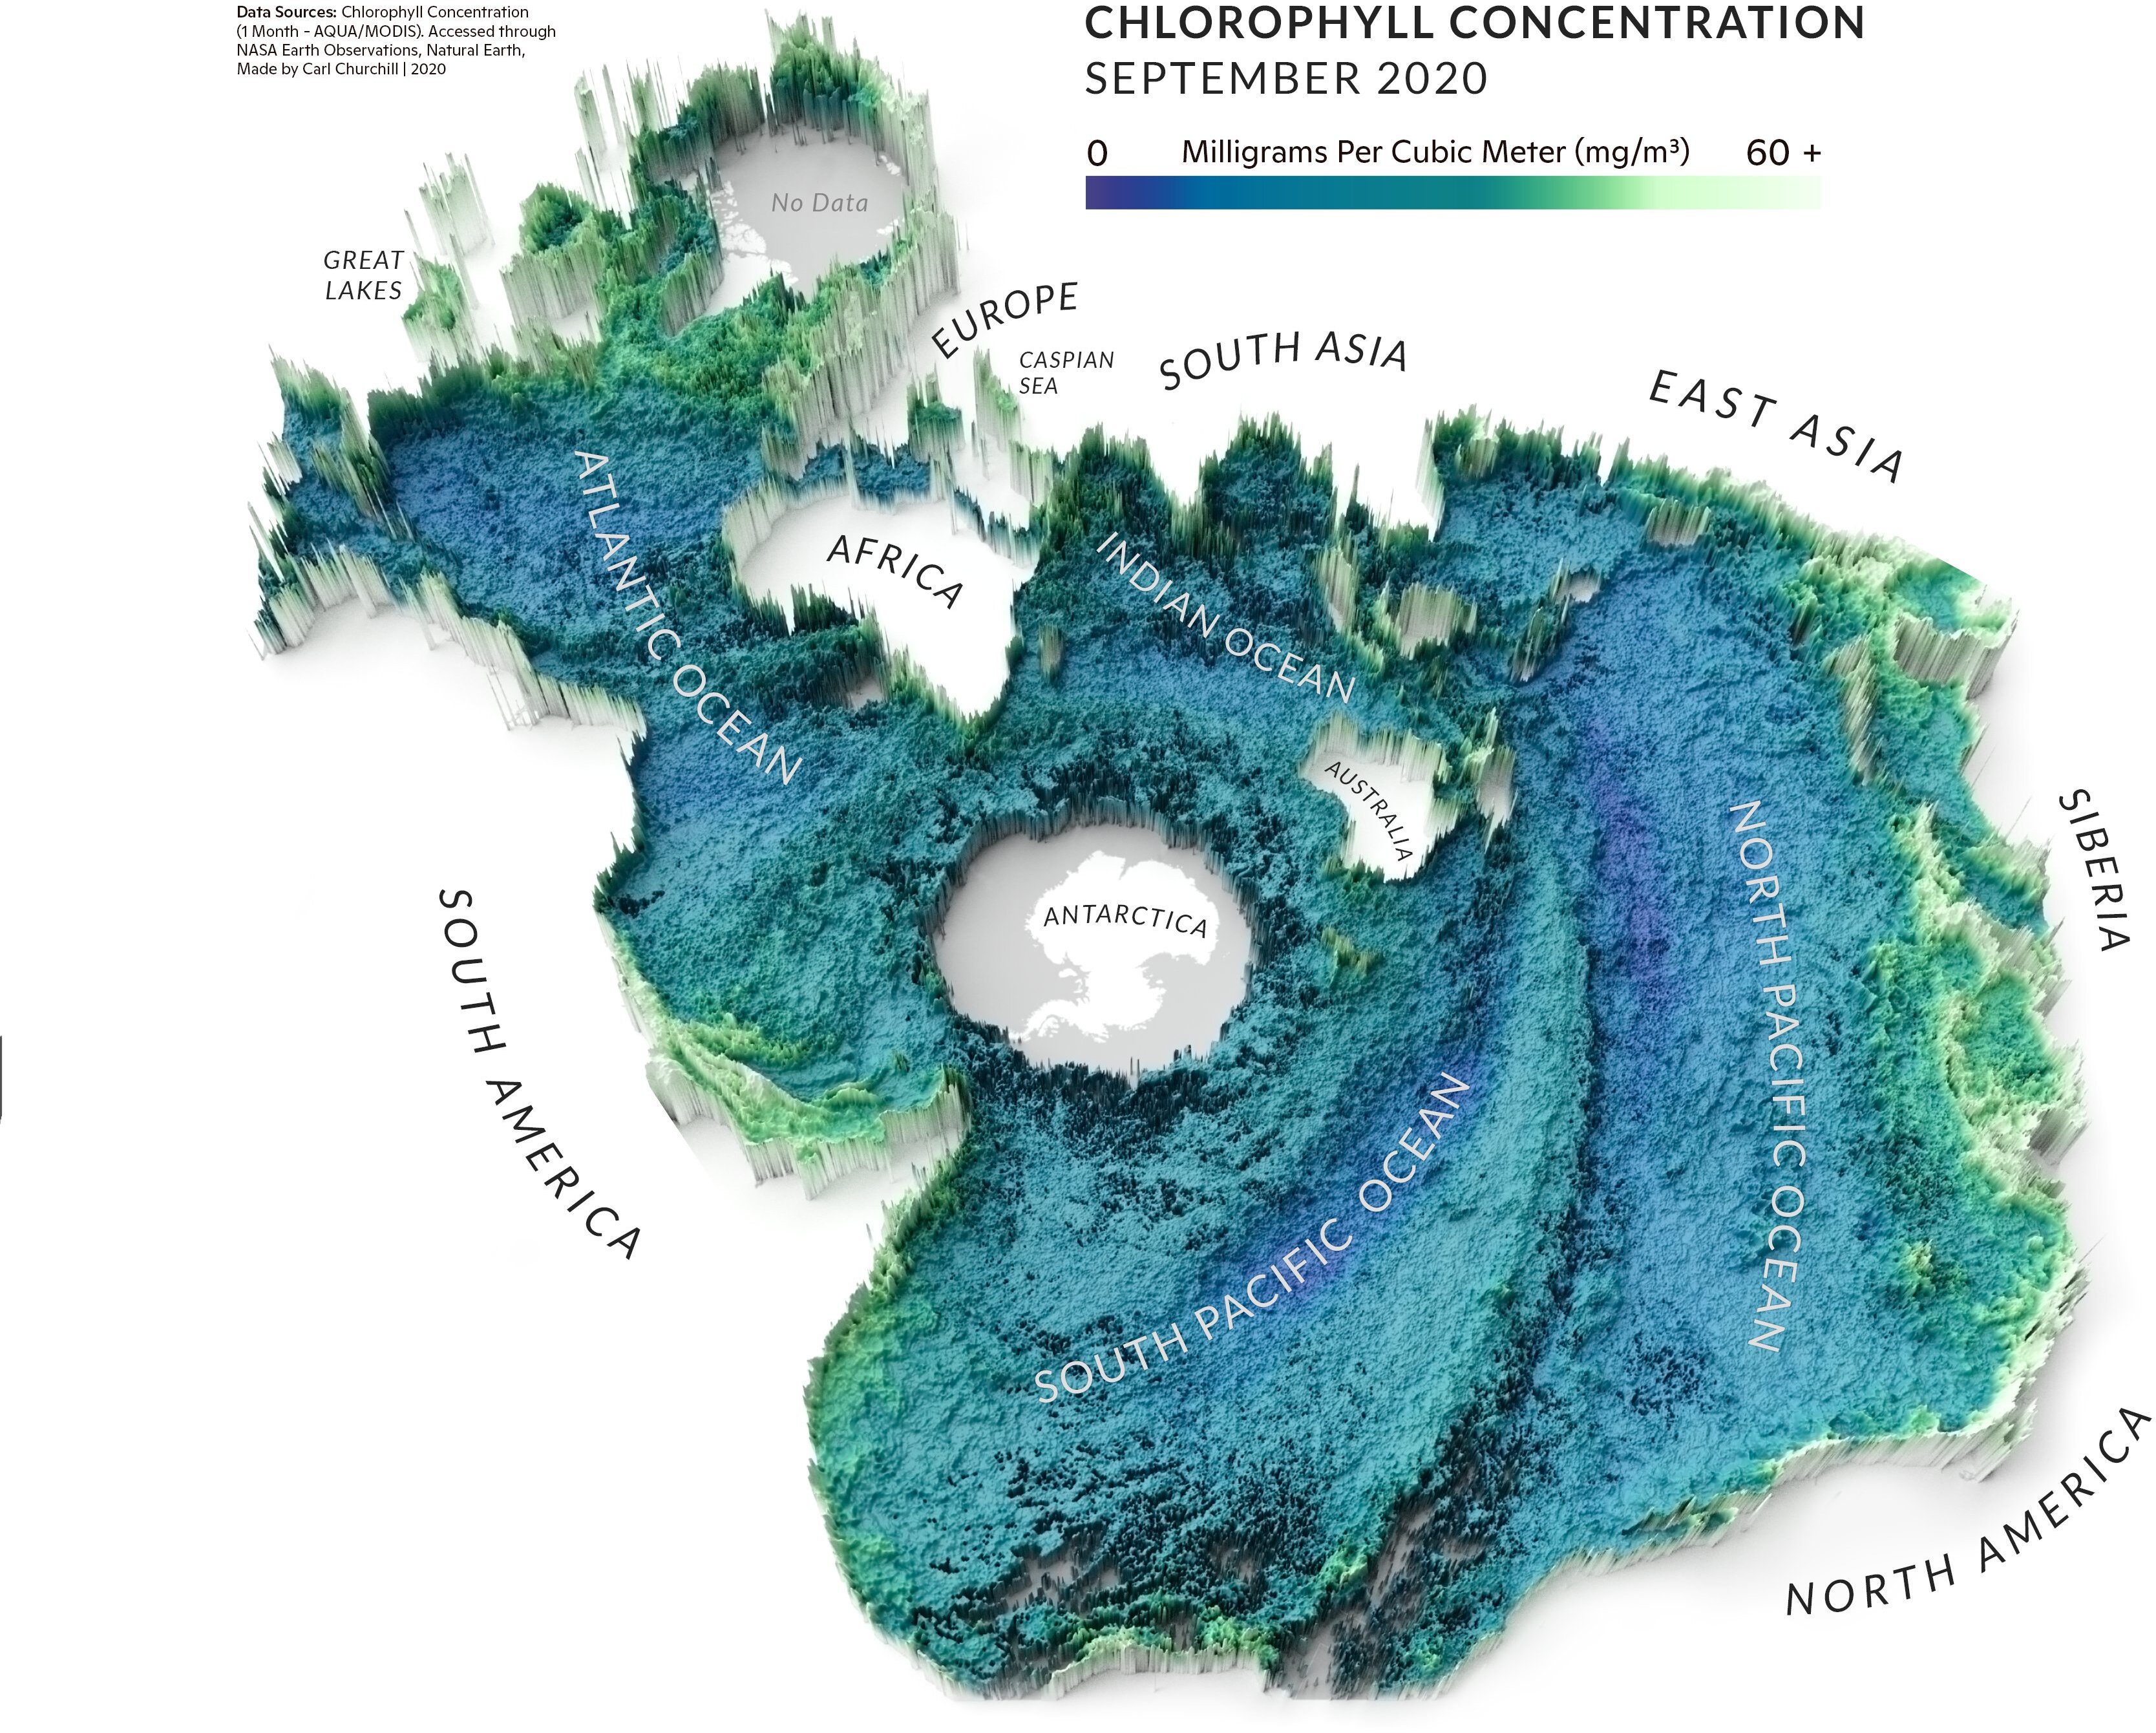 Data Sources: Chlorophyll Concentration
(1 Month - AQUA/MODIS). Accessed through
NASA Earth Observations, Natural Earth,
Made by Carl Churchill | 2020
CHLOROPHYLL CONCENTRATION
SEPTEMBER 2020
0 Milligrams Per Cubic Meter (mg/m³) 60 +
No Data
GREAT
LAKES
EUROPE
CASPIAN
SEA
SOUTH ASIA
EAST ASIA
ATLANTIC OCEAN
AFRICA
INDIAN OCEAN
AUSTRALIA
ANTARCTICA
SIBERIA
NORTH PACIFIC OCEAN
SOUTH AMERICA
SOUTH PACIFIC OCEAN
NORTH AMERICA